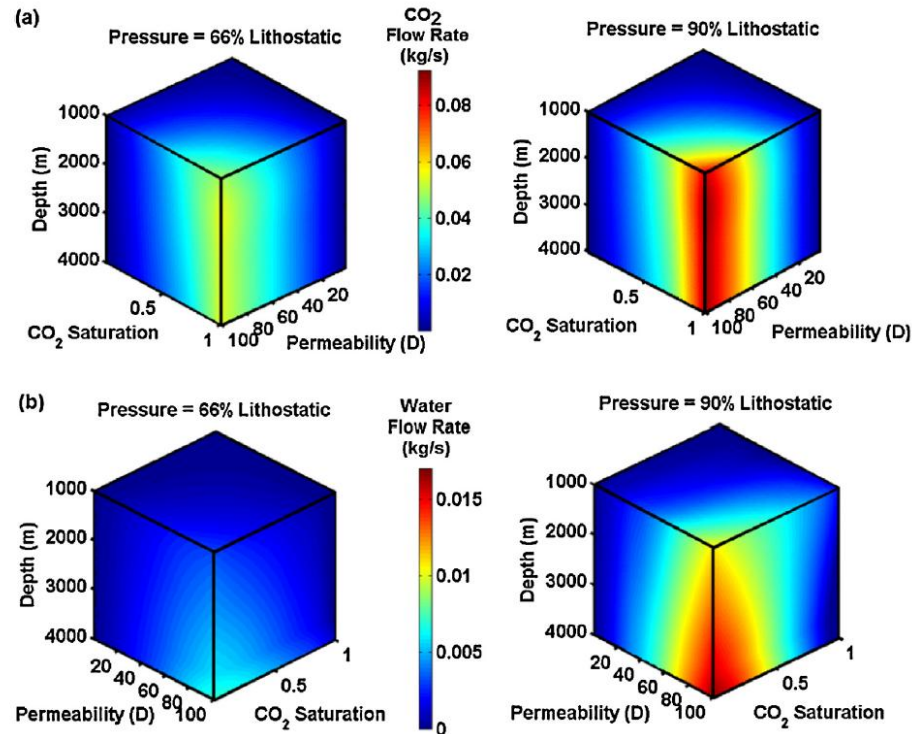 (a)
Pressure = 66% Lithostatic
CO2
Flow Rate
(kg/s)
Pressure = 90% Lithostatic
1000
2000
3000
4000
Depth (m)
0.5
1
CO2 Saturation
100
80
60
40
20
Permeability (D)
0.08
0.06
0.04
0.02
1000
2000
3000
4000
Depth (m)
0.5
1
CO2 Saturation
100
80
60
40
20
Permeability (D)
(b)
Pressure = 66% Lithostatic
Water
Flow Rate
(kg/s)
Pressure = 90% Lithostatic
1000
2000
3000
4000
Depth (m)
20
40
60
80
100
Permeability (D)
1
0.5
CO2 Saturation
0.015
0.01
0.005
0
1000
2000
3000
4000
Depth (m)
20
40
60
80
100
Permeability (D)
1
0.5
CO2 Saturation